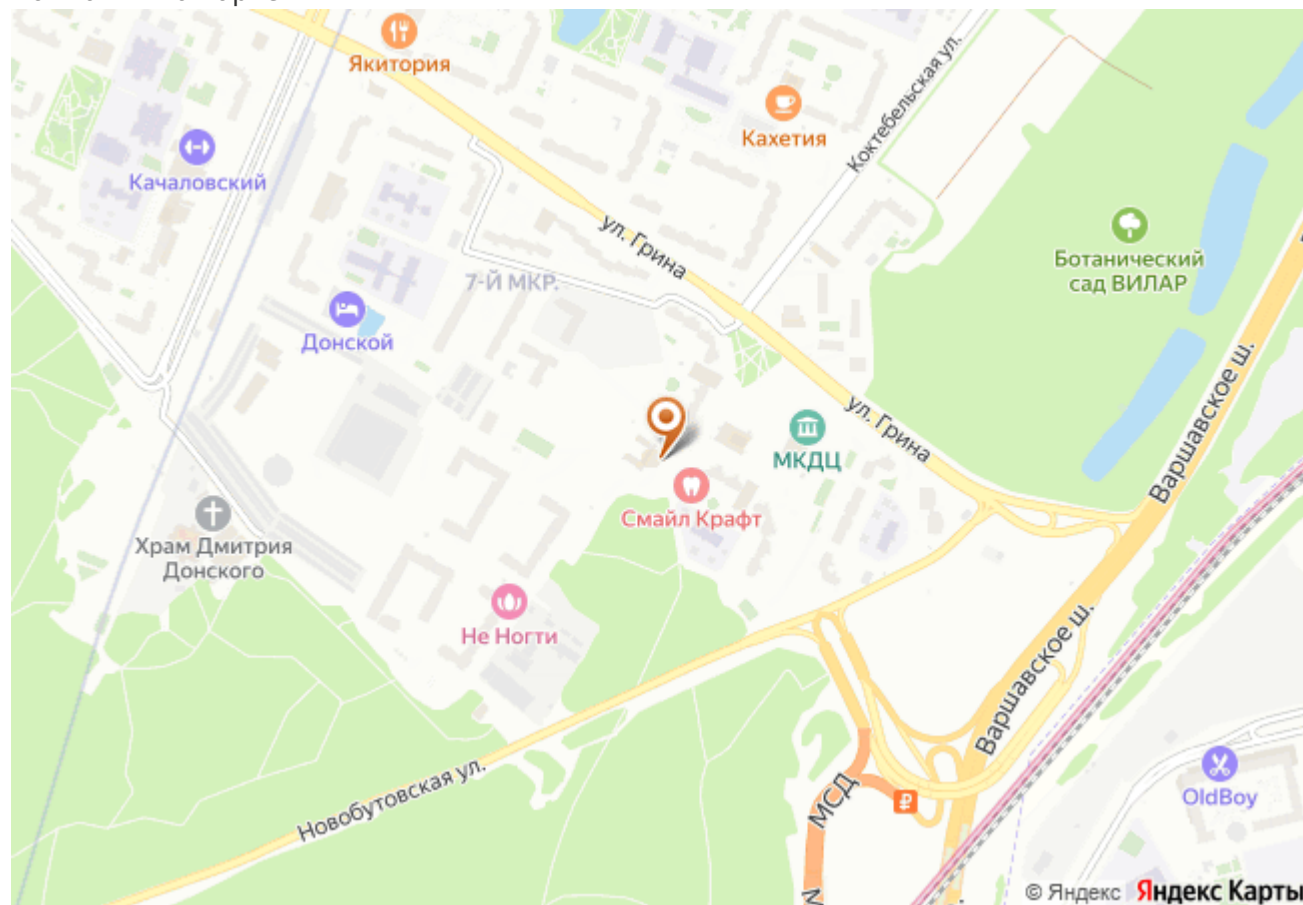 Якитория
Кахетия
Коктебельская ул.
Качаловский
ул. Грина
Ботанический
сад ВИЛАР
7-Й МКР.
Донской
Варшавское ш.
ул. Грина
МКДЦ
Смайл Крафт
Храм Дмитрия
Донского
Не Ногти
Варшавское ш.
Новобутовская ул.
МСД
OldBoy
© Яндекс Яндекс Карты